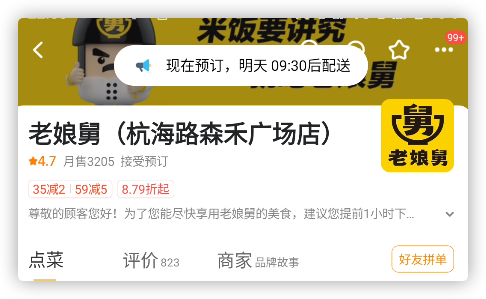 米饭要讲究
99+
现在预订，明天 09:30后配送
老娘舅（杭海路森禾广场店）
舅
老娘舅
4.7 月售3205 接受预订
35减2 59减5 8.79折起
尊敬的顾客您好！为了您能尽快享用老娘舅的美食，建议您提前1小时下...
点菜 评价 823 商家 品牌故事 好友拼单